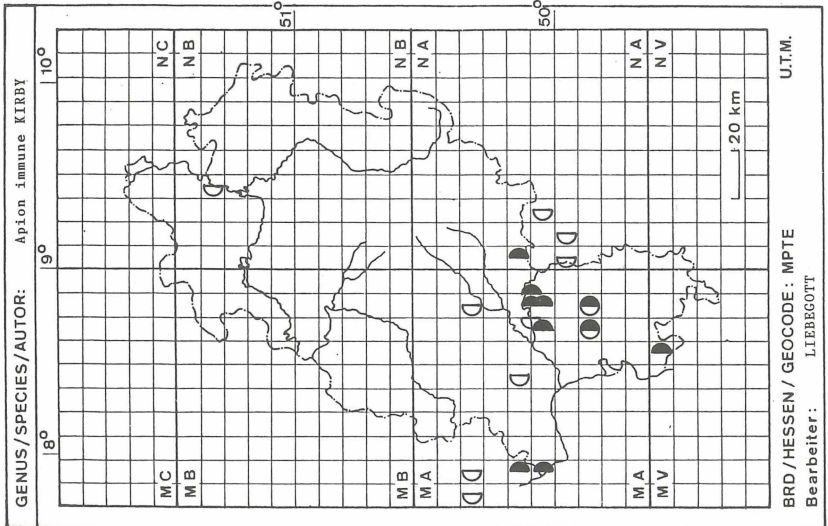 GENUS/SPECIES/AUTOR: Apion immune KIRBY
8° 9° 10°
MC NC
MB NB
51°
MB NB
MA NA
50°
MA NA
MV NV
20 km
BRD/HESSEN/GEOCODE: MPTE U.T.M.
Bearbeiter: LIEBEGOTT